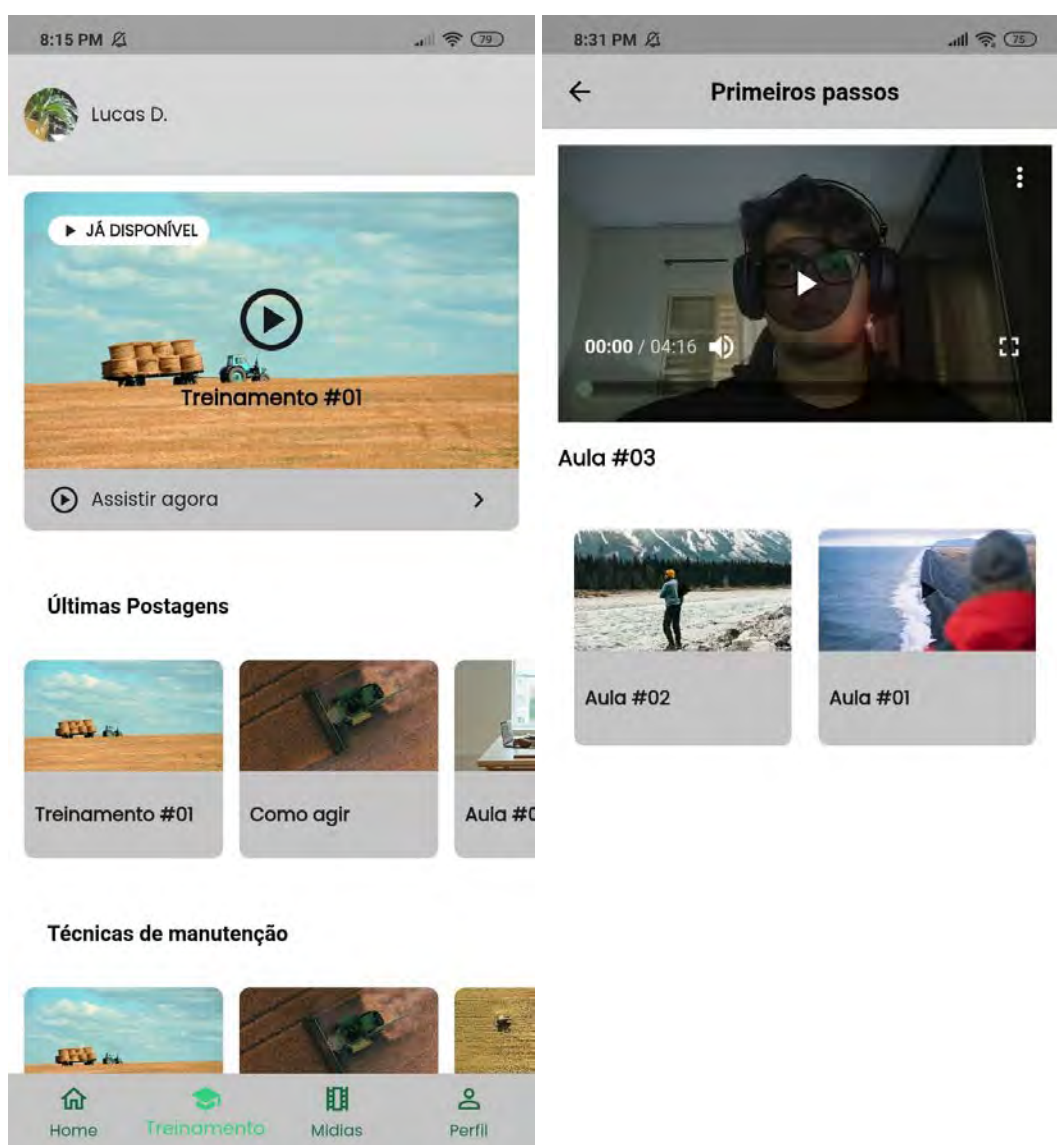 8:15 PM
79
Lucas D.
JÁ DISPONÍVEL
Treinamento #01
Assistir agora
Últimas Postagens
Treinamento #01
Como agir
Aula #0
Técnicas de manutenção
Home
Treinamento
Midias
Perfil
8:31 PM
75
Primeiros passos
00:00 / 04:16
Aula #03
Aula #02
Aula #01